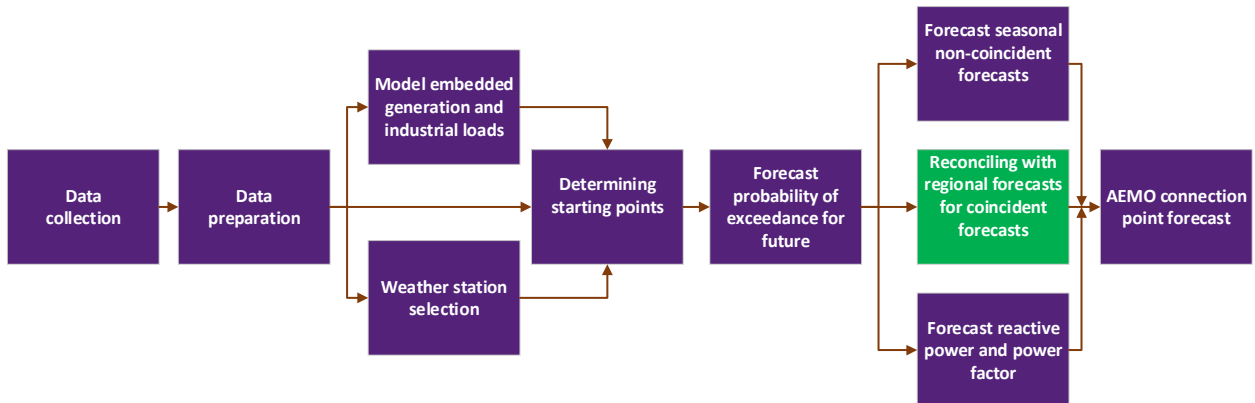 Data
collection
Data
preparation
Model embedded
generation and
industrial loads
Weather station
selection
Determining
starting points
Forecast
probability of
exceedance for
future
Forecast seasonal
non-coincident
forecasts
Reconciling with
regional forecasts
for coincident
forecasts
Forecast reactive
power and power
factor
AEMO connection
point forecast